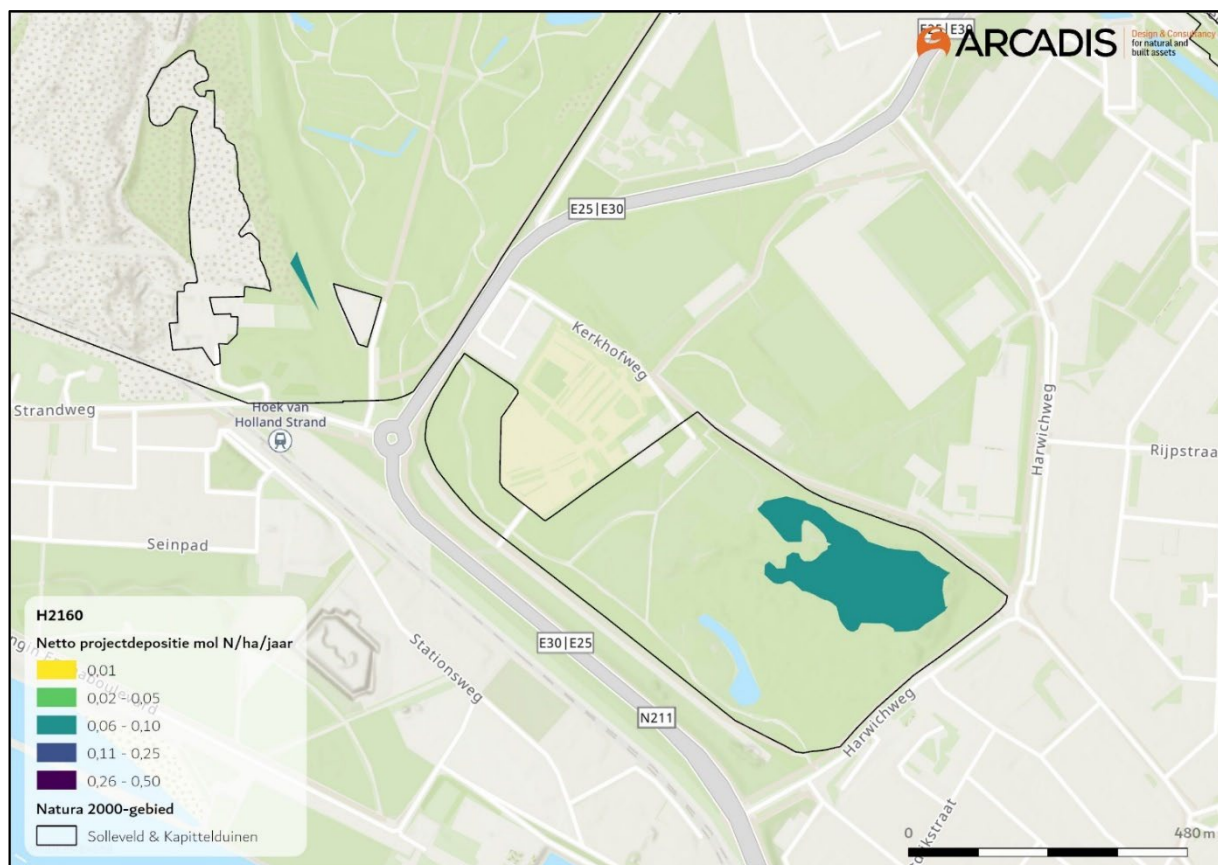 E25|E30
ARCADIS
Design & Consultancy
for natural and
built assets
E25|E30
Kerkhofweg
Harwichweg
Strandweg
Hoek van
Holland Strand
Rijpstraat
Seinpad
E30|E25
Stationsweg
N211
Harwichweg
H2160
Netto projectdepositie mol N/ha/jaar
0,01
0,02 - 0,05
0,06 - 0,10
0,11 - 0,25
0,26 - 0,50
Natura 2000-gebied
Solleveld & Kapittelduinen
0
480 m